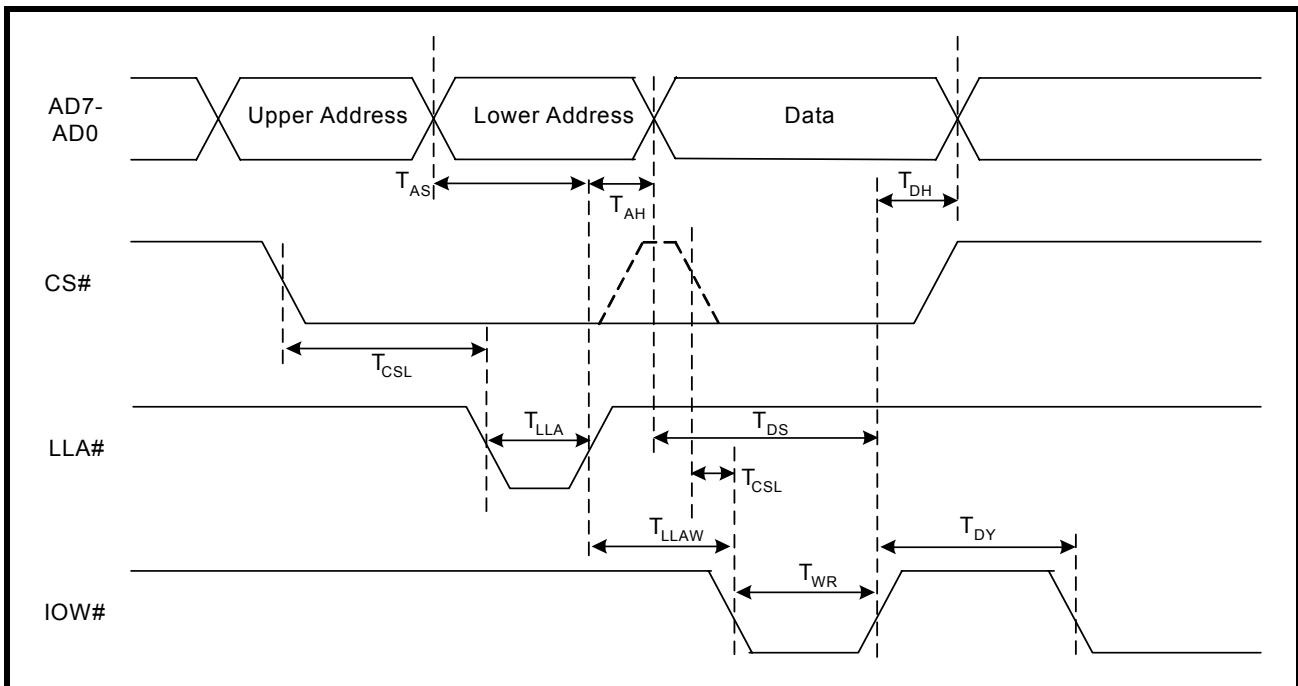 AD7-
AD0
Upper Address
Lower Address
Data
TAS
TAH
TDH
CS#
TCSL
LLA#
TLLA
TDS
TCSL
TLLAW
TDY
IOW#
TWR